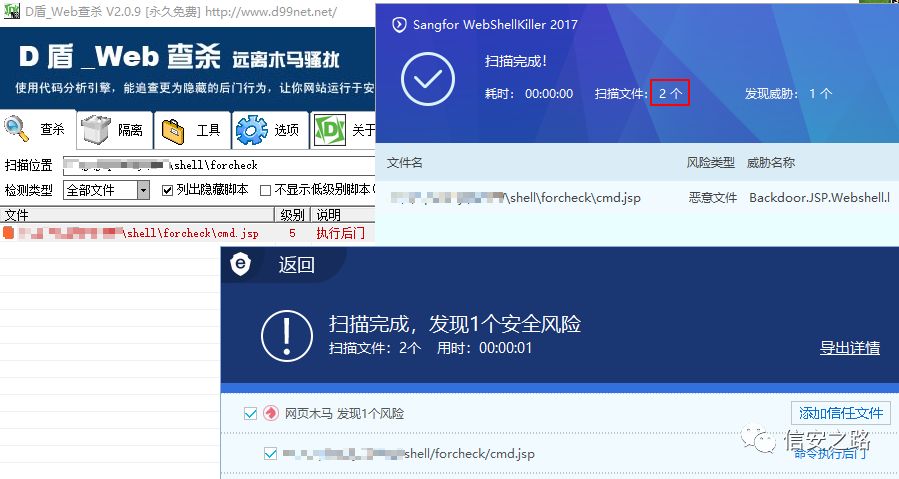 D盾_Web查杀 V2.0.9 [永久免费] http://www.d99net.net/
D 盾 _Web 查杀 远离木马骚扰
使用代码分析引擎，能追查更为隐藏的后门行为，让你网站运行于安
查杀 隔离 工具 选项 关于
扫描位置 \shell\forcheck
检测类型 全部文件 列出隐藏脚本 不显示低级别脚本(
文件 级别 说明
\shell\forcheck\cmd.jsp 5 执行后门
Sangfor WebShellKiller 2017
扫描完成！
耗时： 00:00:00 扫描文件： 2 个 发现威胁： 1 个
文件名 风险类型 威胁名称
\shell\forcheck\cmd.jsp 恶意文件 Backdoor.JSP.Webshell.l
返回
扫描完成，发现1个安全风险
扫描文件：2个 用时：00:00:01
导出详情
网页木马 发现1个风险
添加信任文件
shell/forcheck/cmd.jsp
命令执行后门
信安之路